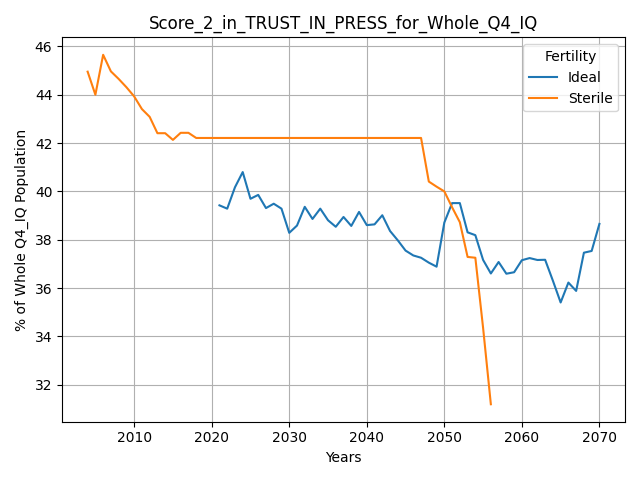 Score_2_in_TRUST_IN_PRESS_for_Whole_Q4_IQ
Fertility
Ideal
Sterile
% of Whole Q4_IQ Population
46
44
42
40
38
36
34
32
2010
2020
2030
2040
2050
2060
2070
Years